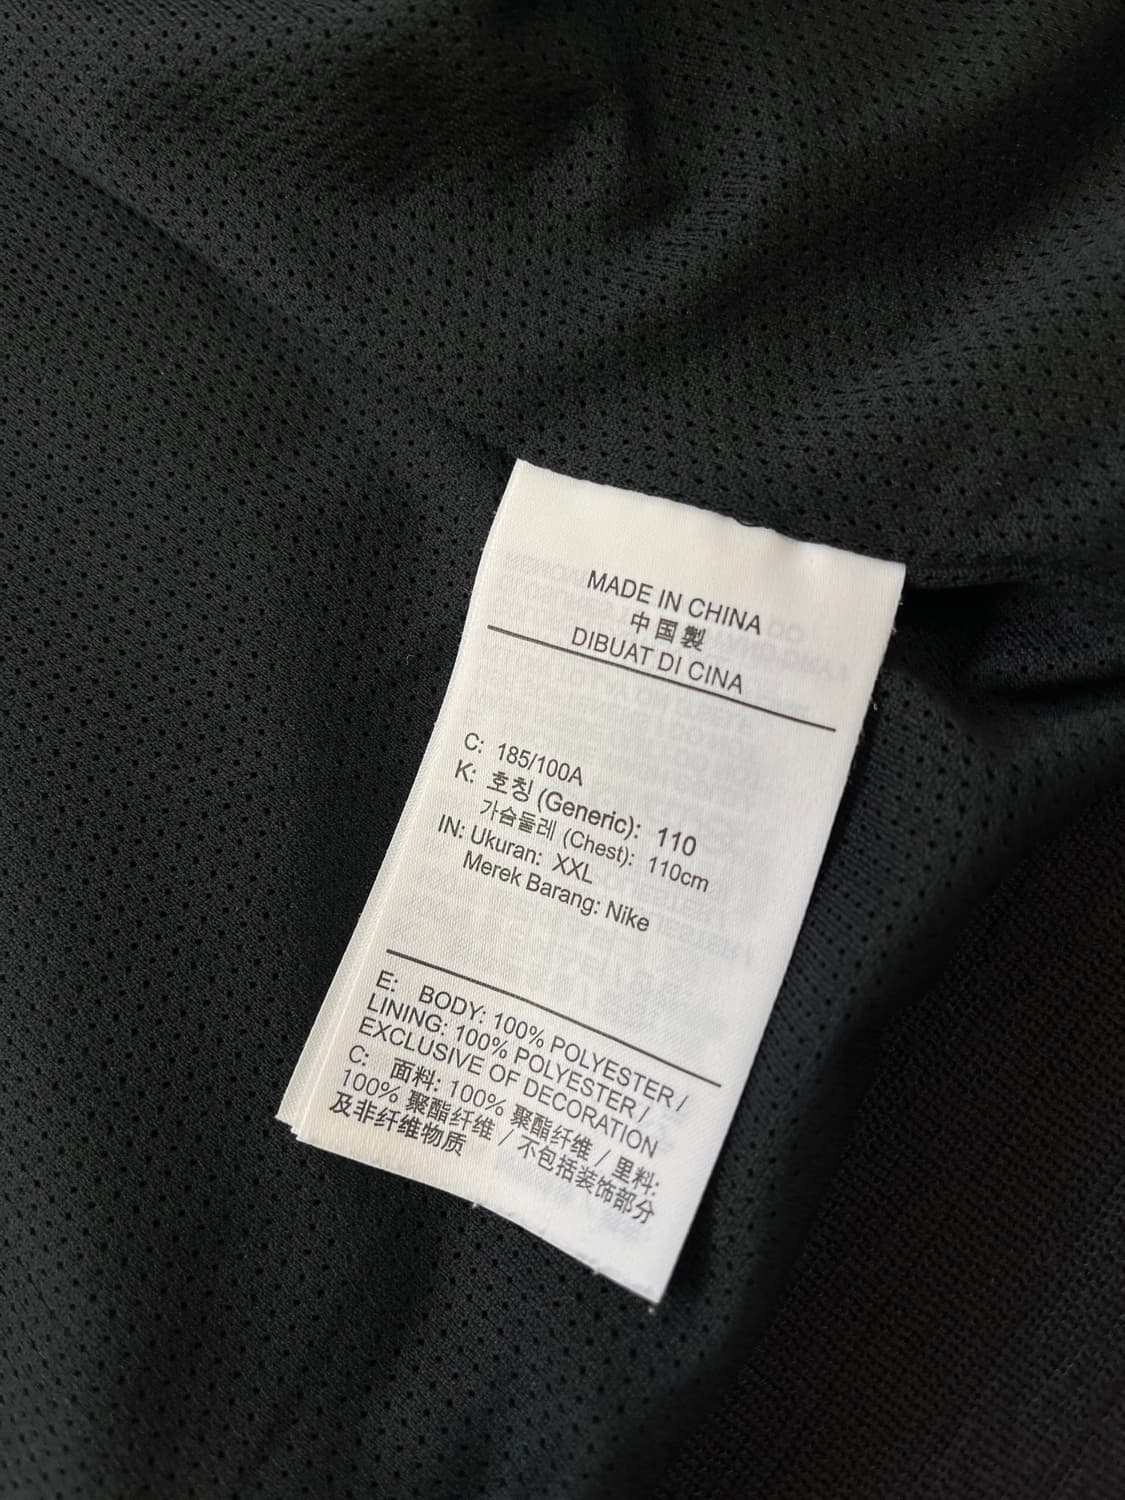 MADE IN CHINA
中国製
DIBUAT DI CINA
C: 185/100A
K: 호칭 (Generic): 110
가슴둘레 (Chest): 110cm
IN: Ukuran: XXL
Merek Barang: Nike
E: BODY: 100% POLYESTER /
LINING: 100% POLYESTER /
EXCLUSIVE OF DECORATION
C: 面料: 100% 聚酯纤维 / 里料:
100% 聚酯纤维 / 不包括装饰部分
及非纤维物质